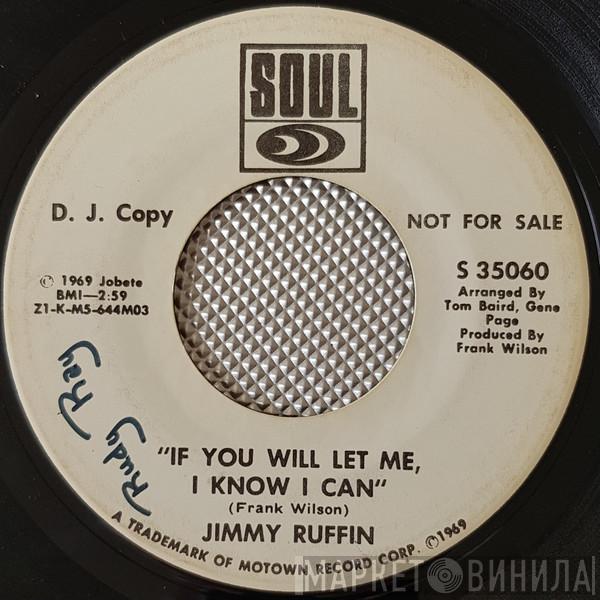 SOUL
D. J. Copy
NOT FOR SALE
© 1969 Jobete
BMI—2:59
Z1-K-M5-644M03
S 35060
Arranged By
Tom Baird, Gene
Page
Produced By
Frank Wilson
Rudy Ray
"IF YOU WILL LET ME,
I KNOW I CAN"
(Frank Wilson)
JIMMY RUFFIN
A TRADEMARK OF MOTOWN RECORD CORP. ©1969
МАРКЕТ ВИНИЛА